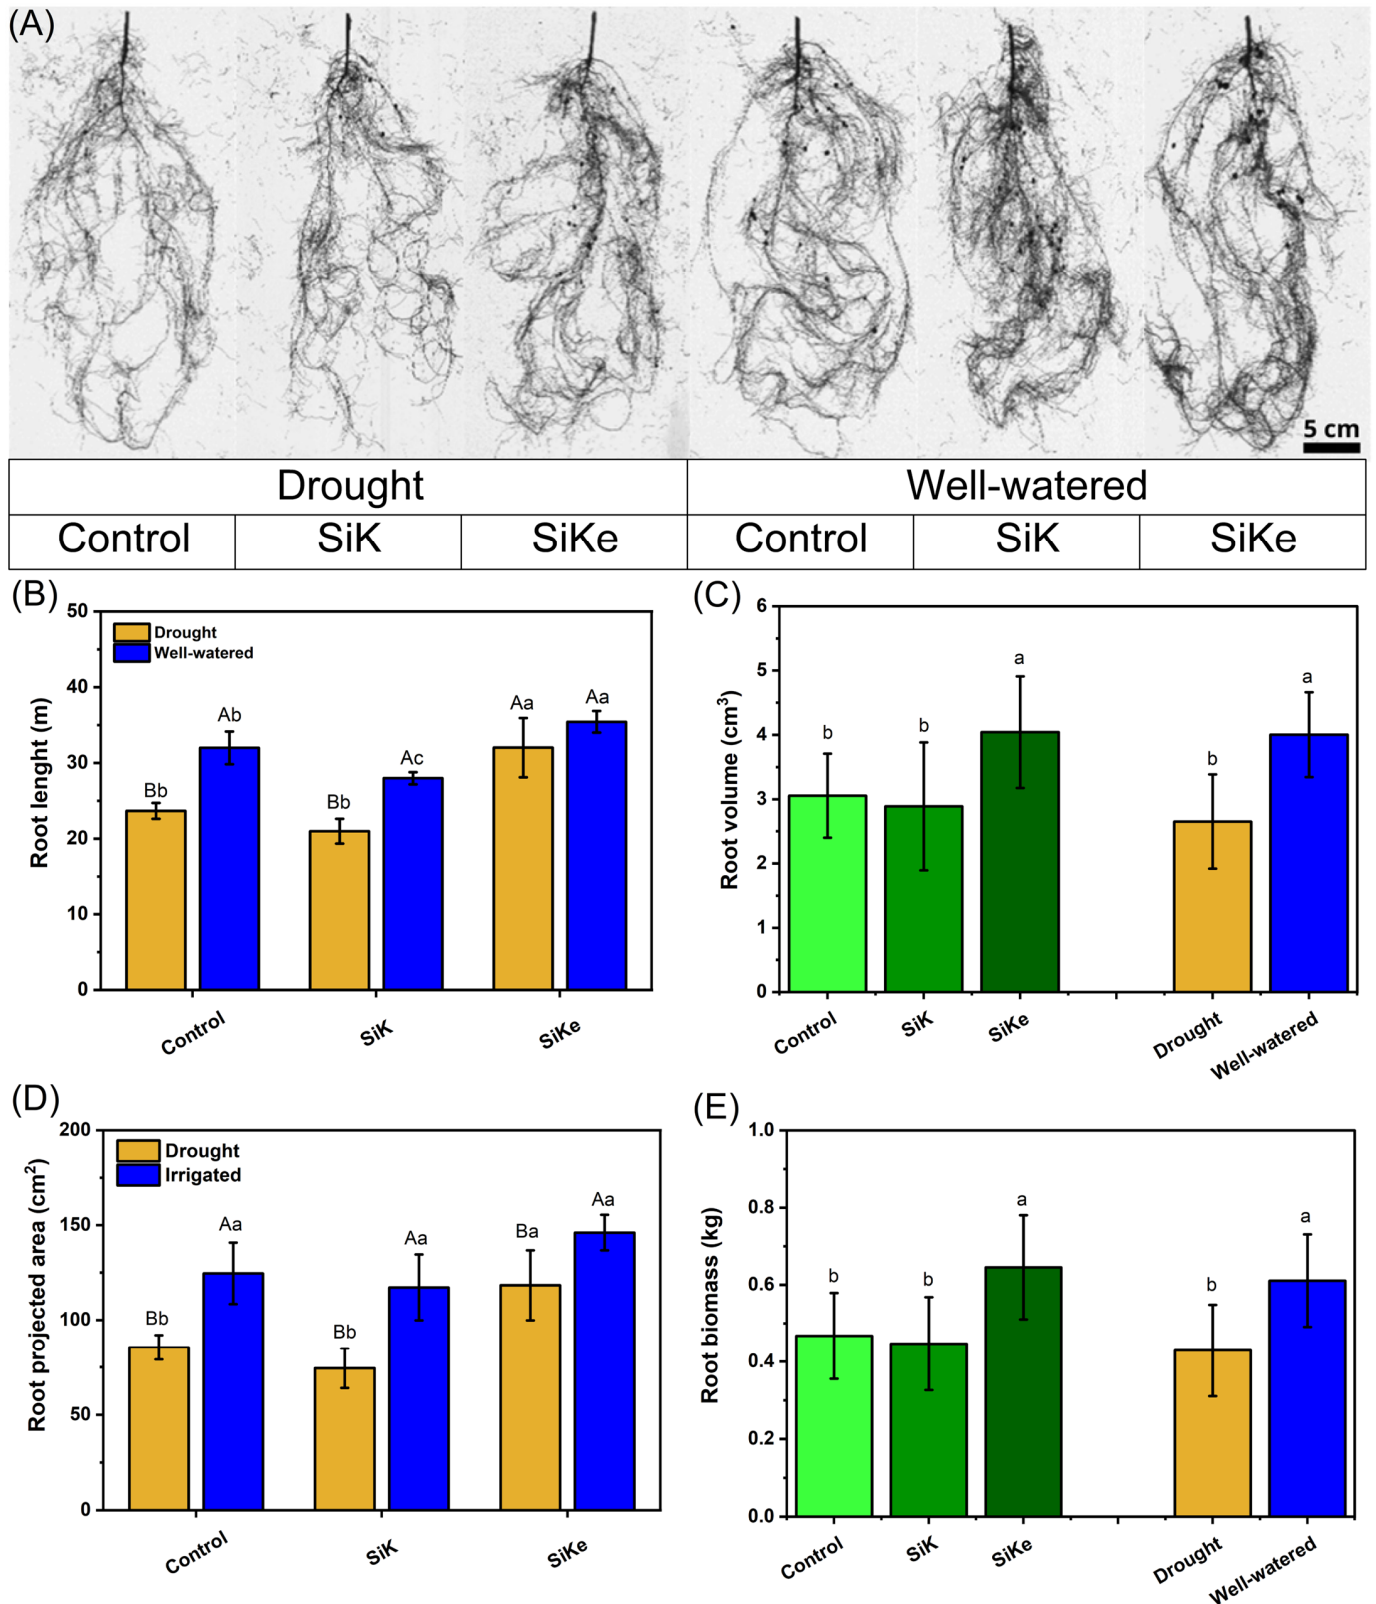 (A)
5 cm
Drought Well-watered
Control SiK SiKe Control SiK SiKe
(B)
Root lenght (m)
50
40
30
20
10
0
Drought
Well-watered
Bb Ab Bb Ac Aa Aa
Control SiK SiKe
(C)
Root volume (cm³)
6
5
4
3
2
1
0
b b a b a
Control SiK SiKe Drought Well-watered
(D)
Root projected area (cm²)
200
150
100
50
0
Drought
Irrigated
Bb Aa Bb Aa Ba Aa
Control SiK SiKe
(E)
Root biomass (kg)
1.0
0.8
0.6
0.4
0.2
0.0
b b a b a
Control SiK SiKe Drought Well-watered